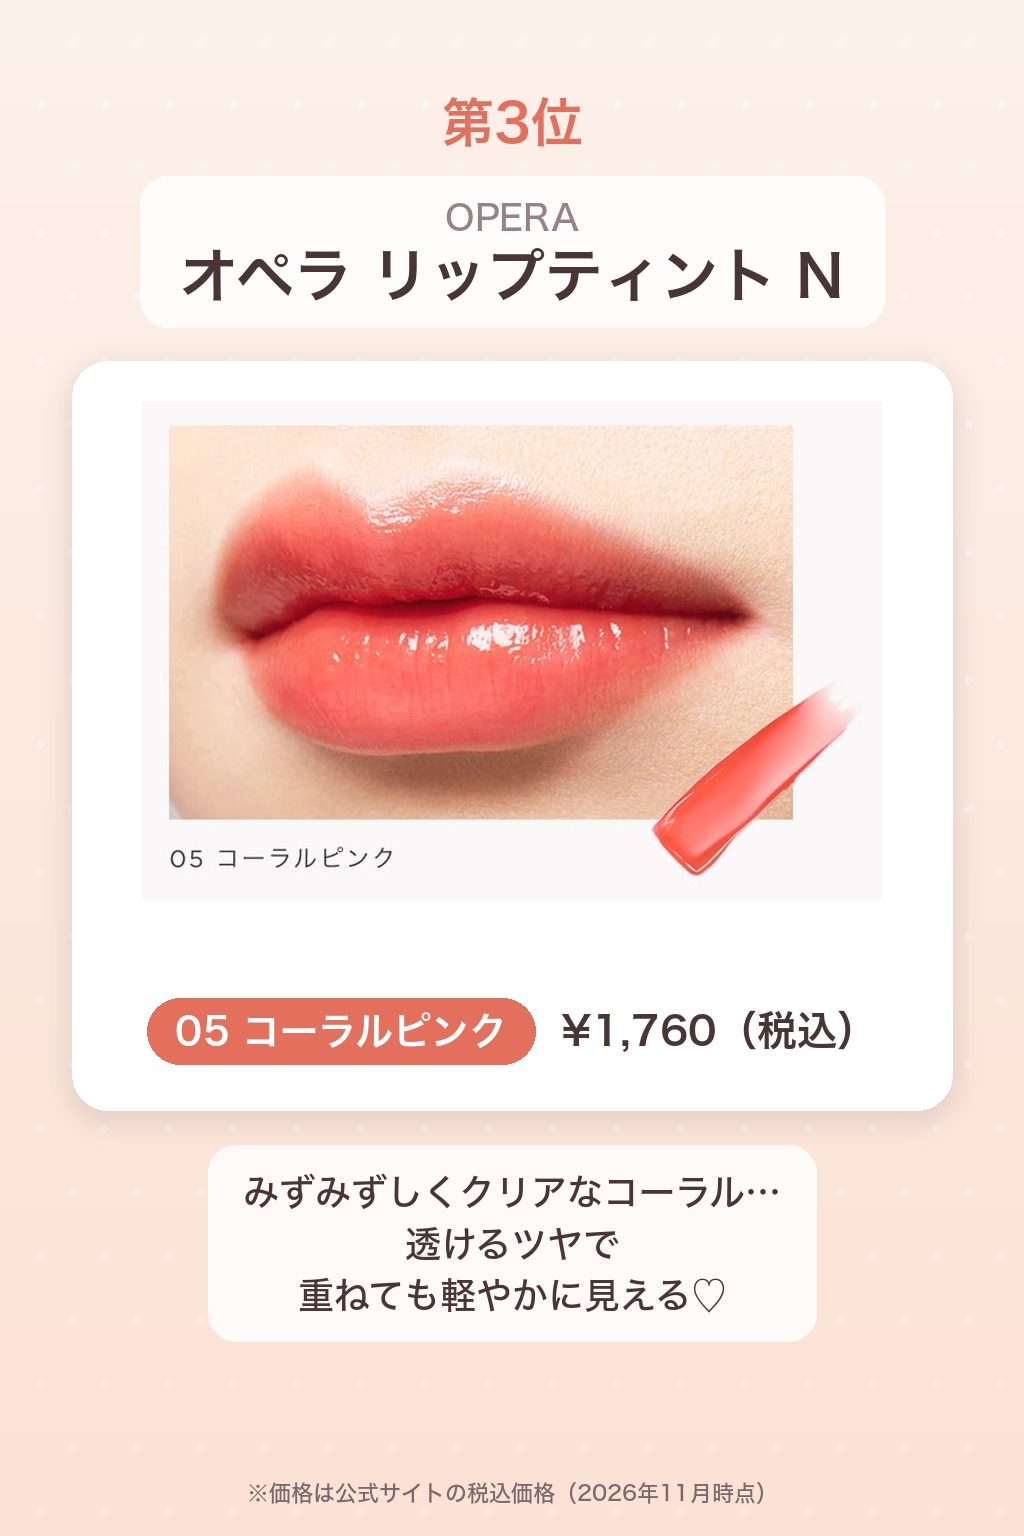 第3位
OPERA
オペラ リップティント N
05 コーラルピンク
05 コーラルピンク ¥1,760（税込）
みずみずしくクリアなコーラル…
透けるツヤで
重ねても軽やかに見える♡
※価格は公式サイトの税込価格（2026年11月時点）